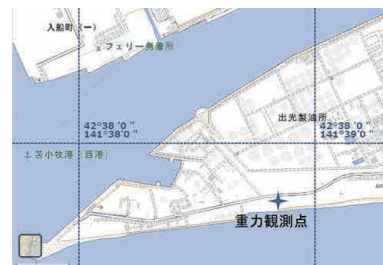 入船町(一)
フェリー発着所
出光製油所
42°38 '0 "
141°38'0 "
42°38 '0 "
141°39'0 "
苫小牧港(西港)
重力観測点